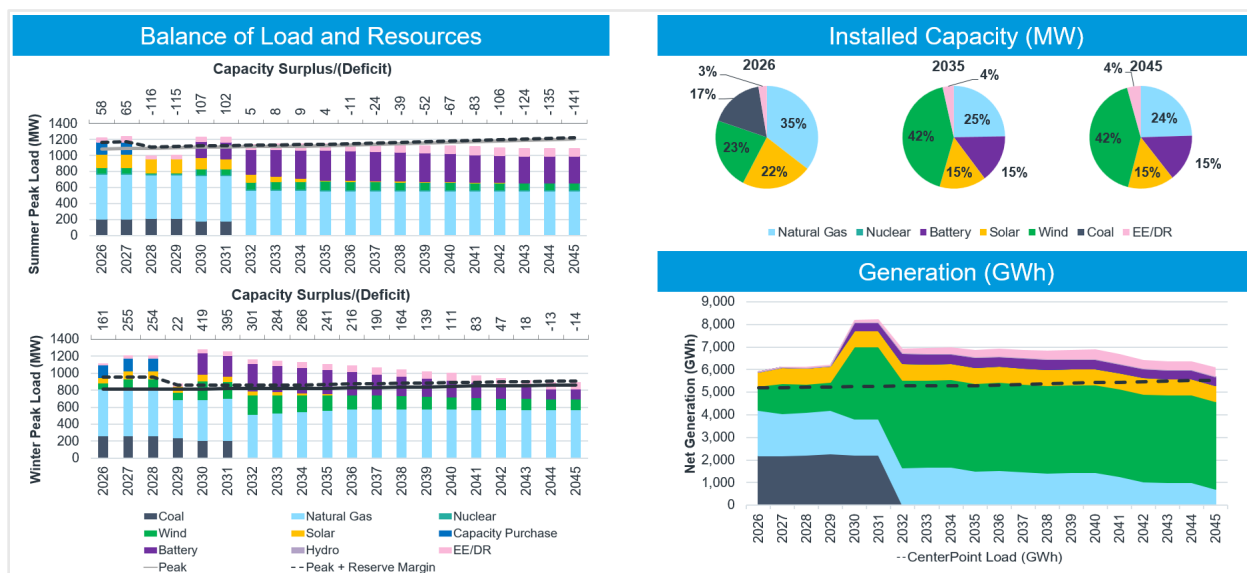 Balance of Load and Resources
Capacity Surplus/(Deficit)
58 65 -116 -115 107 102 5 8 9 4 -11 -24 -39 -52 -67 -83 -106 -124 -135 -141
Summer Peak Load (MW)
1400
1200
1000
800
600
400
200
0
2026 2027 2028 2029 2030 2031 2032 2033 2034 2035 2036 2037 2038 2039 2040 2041 2042 2043 2044 2045
Capacity Surplus/(Deficit)
161 255 254 22 419 395 301 284 266 241 216 190 164 139 111 83 47 18 -13 -14
Winter Peak Load (MW)
1400
1200
1000
800
600
400
200
0
2026 2027 2028 2029 2030 2031 2032 2033 2034 2035 2036 2037 2038 2039 2040 2041 2042 2043 2044 2045
Coal Natural Gas Nuclear
Wind Solar Capacity Purchase
Battery Hydro EE/DR
Peak Peak + Reserve Margin
Installed Capacity (MW)
2026 2035 2045
3% 17% 35% 23% 22%
4% 25% 42% 15% 15%
4% 24% 42% 15% 15%
Natural Gas Nuclear Battery Solar Wind Coal EE/DR
Generation (GWh)
Net Generation (GWh)
9,000
8,000
7,000
6,000
5,000
4,000
3,000
2,000
1,000
0
2026 2027 2028 2029 2030 2031 2032 2033 2034 2035 2036 2037 2038 2039 2040 2041 2042 2043 2044 2045
--CenterPoint Load (GWh)